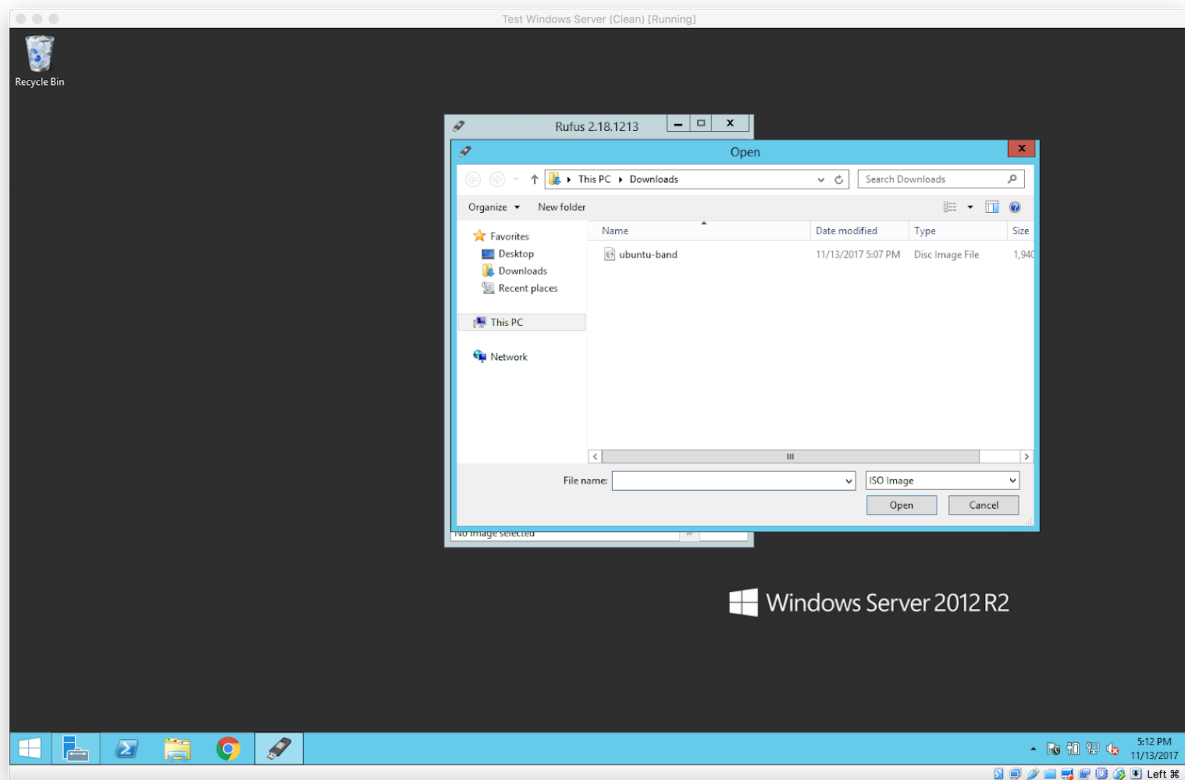 Test Windows Server (Clean) [Running]
Recycle Bin
Rufus 2.18.1213
Open
This PC Downloads
Search Downloads
Organize New folder
Name Date modified Type Size
Favorites
Desktop
Downloads
Recent places
This PC
Network
ubuntu-band 11/13/2017 5:07 PM Disc Image File 1,940
File name: ISO Image
Open Cancel
No image selected
Windows Server 2012 R2
5:12 PM
11/13/2017
Left ⌘